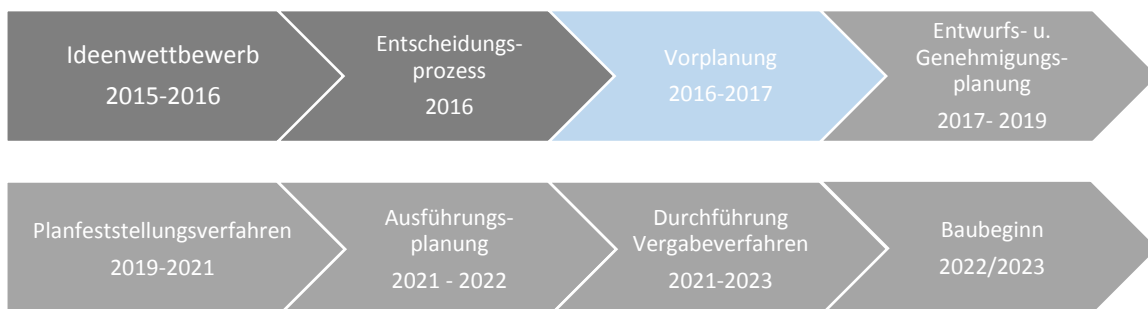 Ideenwettbewerb
2015-2016
Entscheidungs-
prozess
2016
Vorplanung
2016-2017
Entwurfs- u.
Genehmigungs-
planung
2017- 2019
Planfeststellungsverfahren
2019-2021
Ausführungs-
planung
2021 - 2022
Durchführung
Vergabeverfahren
2021-2023
Baubeginn
2022/2023